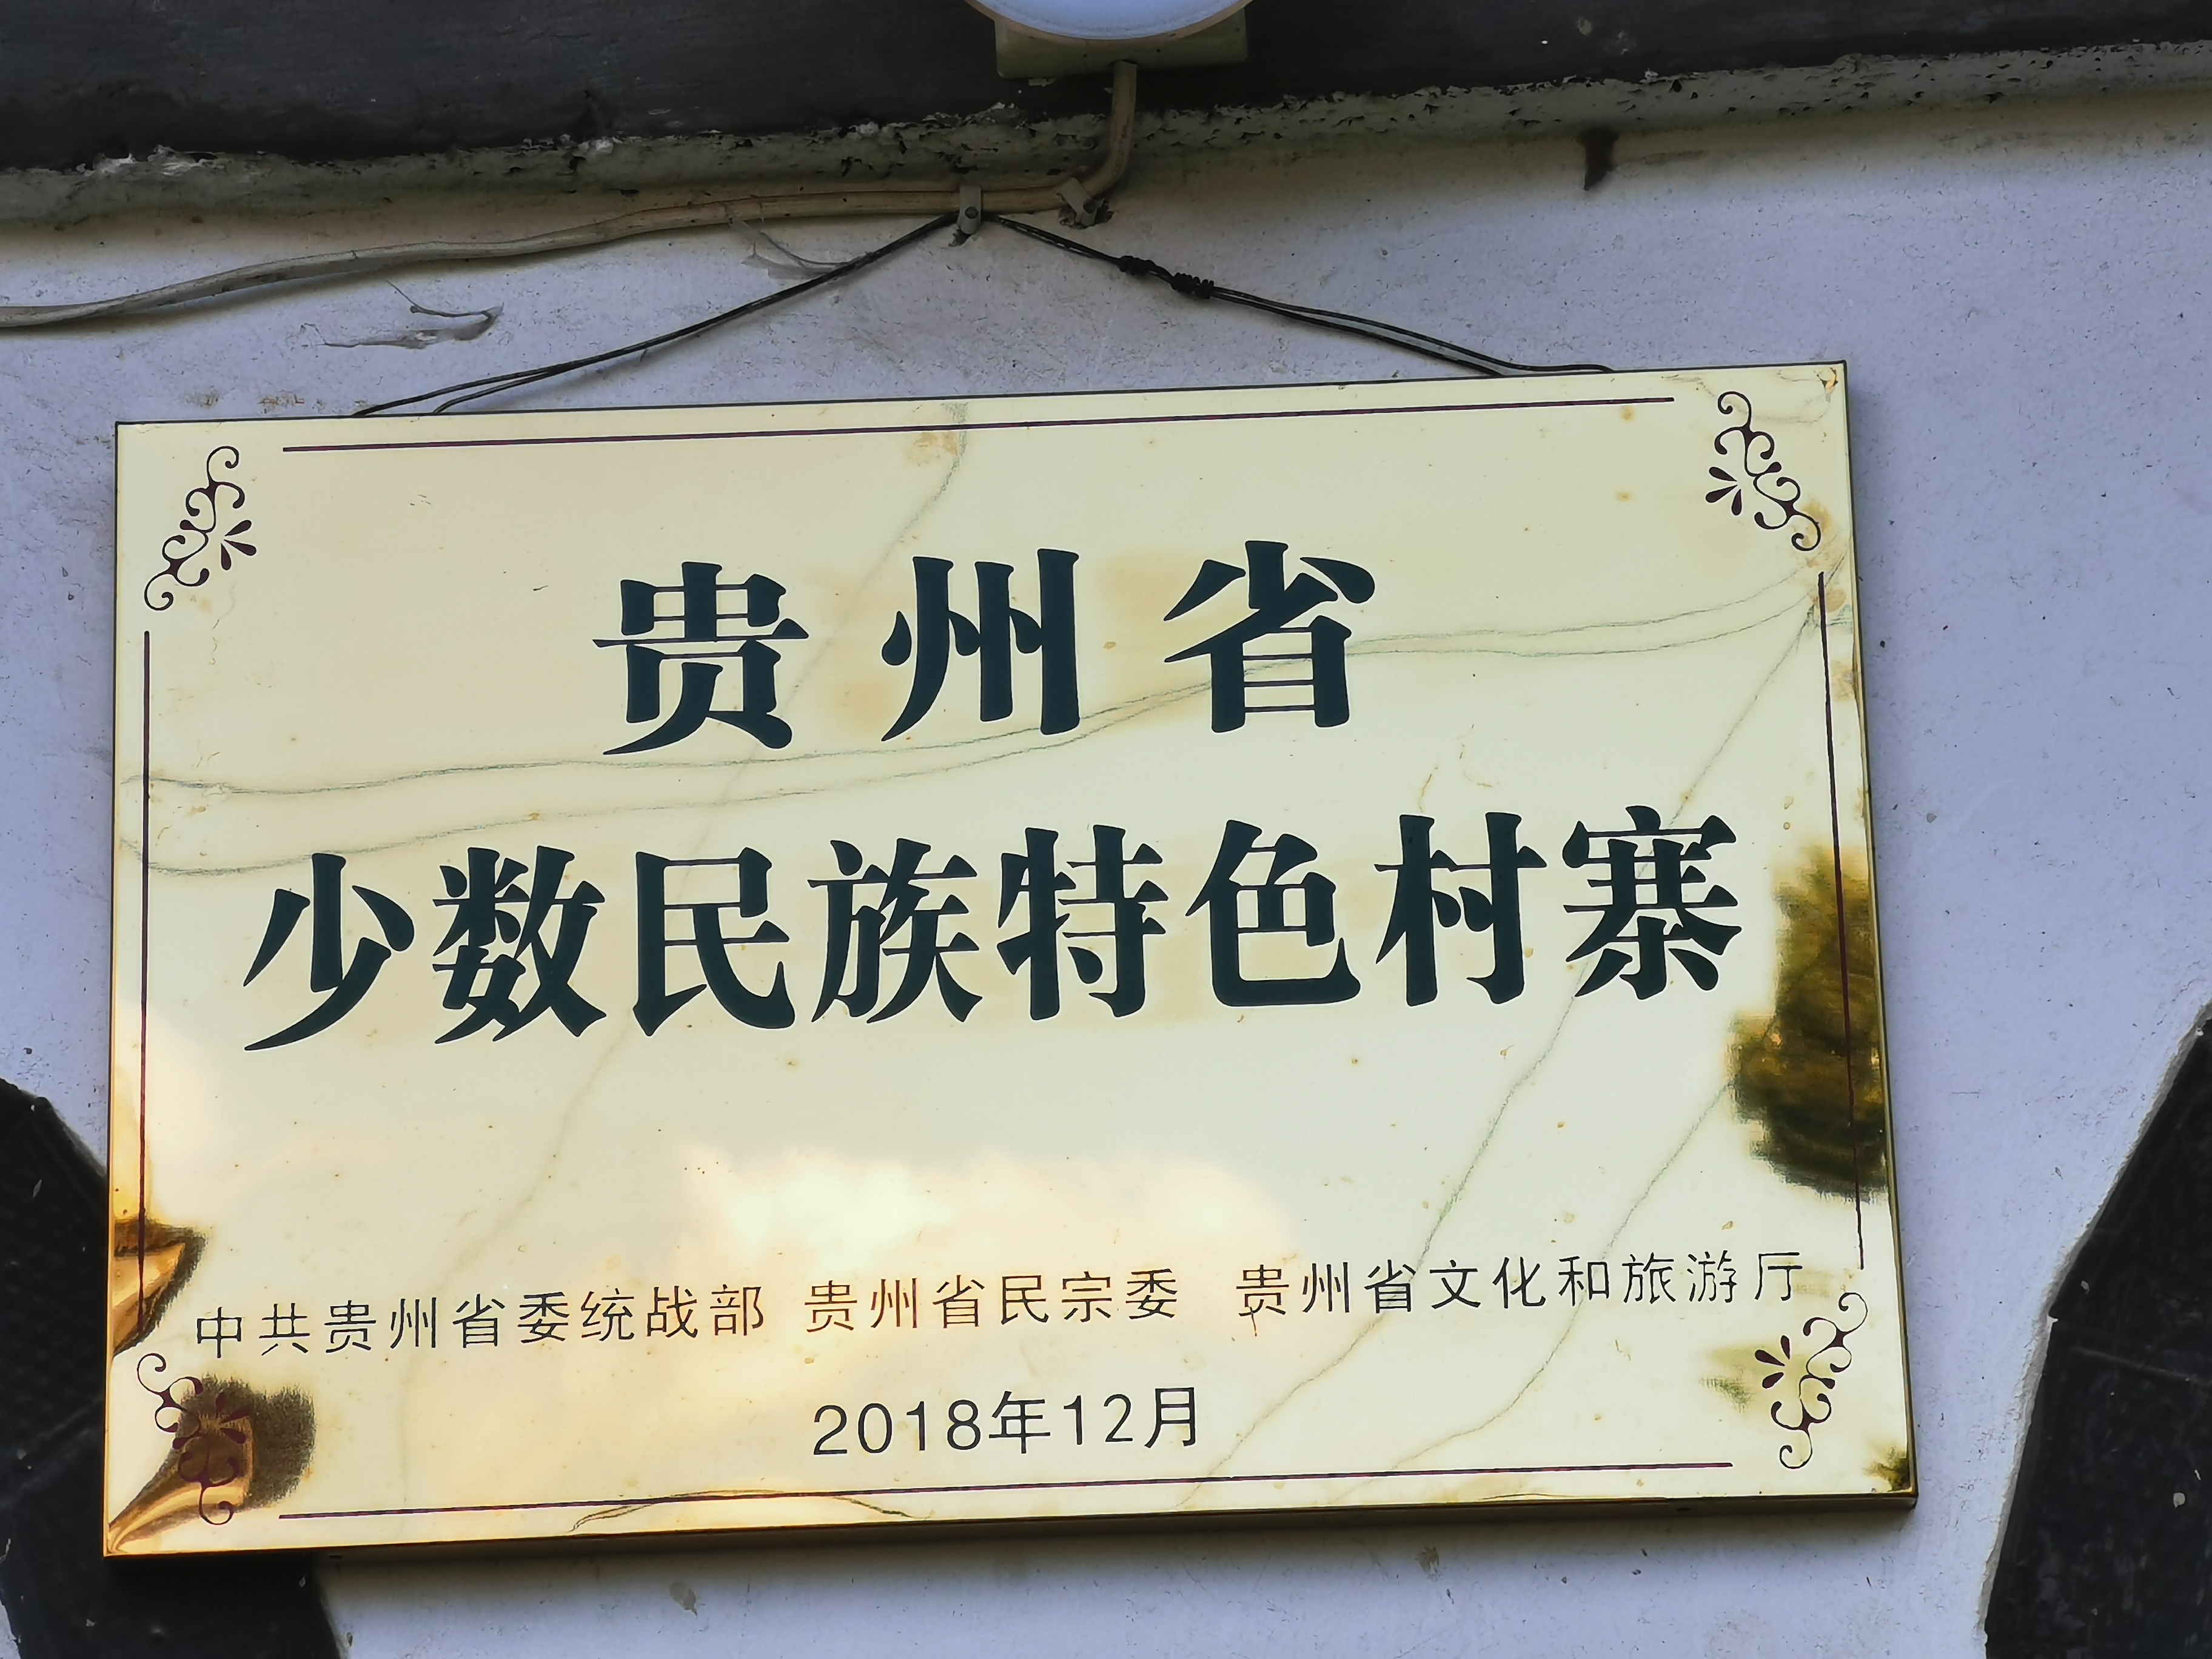 贵州省
少数民族特色村寨
中共贵州省委统战部 贵州省民宗委 贵州省文化和旅游厅
2018年12月